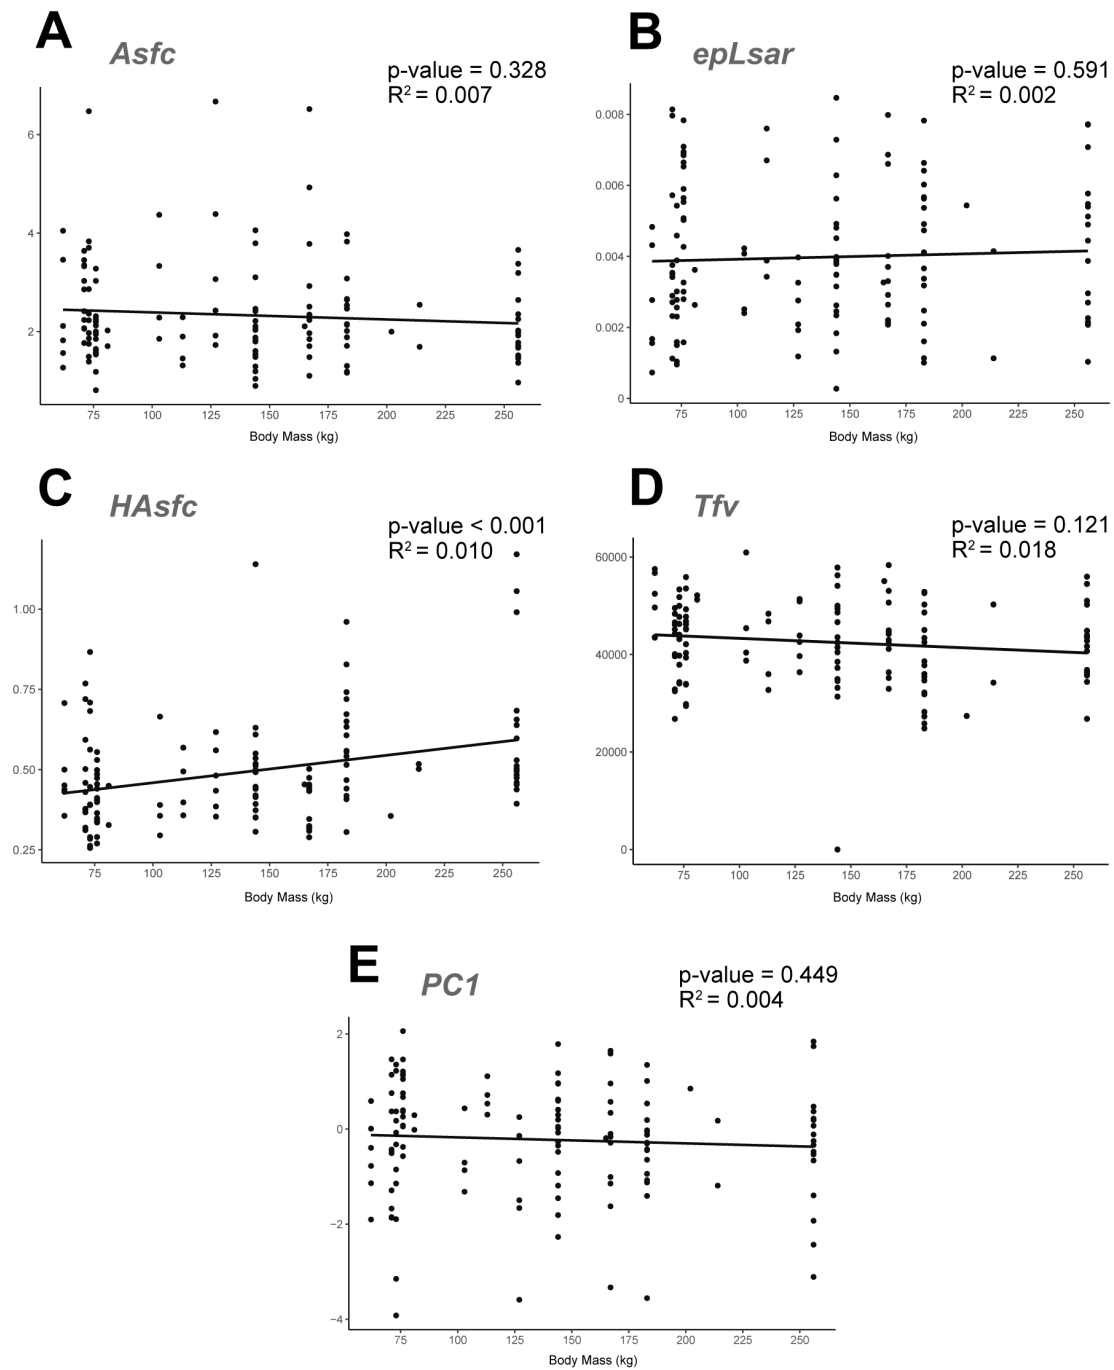 A
Asfc
p-value = 0.328
R² = 0.007
6
4
2
75 100 125 150 175 200 225 250
Body Mass (kg)
B
epLsar
p-value = 0.591
R² = 0.002
0.008
0.006
0.004
0.002
0
75 100 125 150 175 200 225 250
Body Mass (kg)
C
HAsfc
p-value < 0.001
R² = 0.010
1.00
0.75
0.50
0.25
75 100 125 150 175 200 225 250
Body Mass (kg)
D
Tfv
p-value = 0.121
R² = 0.018
60000
40000
20000
0
75 100 125 150 175 200 225 250
Body Mass (kg)
E
PC1
p-value = 0.449
R² = 0.004
2
0
−2
−4
75 100 125 150 175 200 225 250
Body Mass (kg)